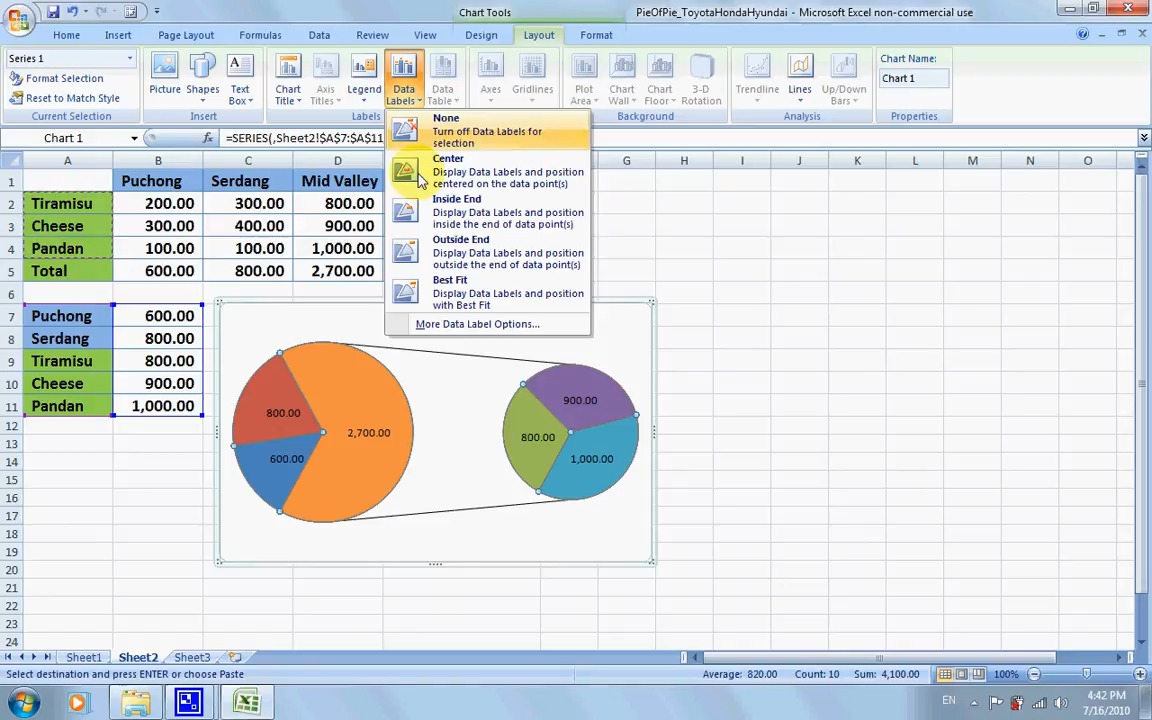 Chart Tools
PieOfPie_ToyotaHondaHyundai - Microsoft Excel non-commercial use
Home
Insert
Page Layout
Formulas
Data
Review
View
Design
Layout
Format
Series 1
Format Selection
Reset to Match Style
Current Selection
Picture
Shapes
Text
Box
Insert
Chart
Title
Axis
Titles
Legend
Data
Labels
Data
Table
Labels
Axes
Gridlines
Plot
Area
Chart
Wall
Chart
Floor
3-D
Rotation
Background
Trendline
Lines
Up/Down
Bars
Analysis
Chart Name:
Chart 1
Properties
Chart 1
=SERIES(,Sheet2!$A$7:$A$11
None
Turn off Data Labels for
selection
Center
Display Data Labels and position
centered on the data point(s)
Inside End
Display Data Labels and position
inside the end of data point(s)
Outside End
Display Data Labels and position
outside the end of data point(s)
Best Fit
Display Data Labels and position
with Best Fit
More Data Label Options...
A B C D G H I J K L M N O
1 Puchong Serdang Mid Valley
2 Tiramisu 200.00 300.00 800.00
3 Cheese 300.00 400.00 900.00
4 Pandan 100.00 100.00 1,000.00
5 Total 600.00 800.00 2,700.00
6
7 Puchong 600.00
8 Serdang 800.00
9 Tiramisu 800.00
10 Cheese 900.00
11 Pandan 1,000.00
12
13
14
15
16
17
18
19
20
21
22
23
24
800.00
2,700.00
600.00
900.00
800.00
1,000.00
Sheet1 Sheet2 Sheet3
Select destination and press ENTER or choose Paste
Average: 820.00 Count: 10 Sum: 4,100.00
100%
EN
4:42 PM
7/16/2010